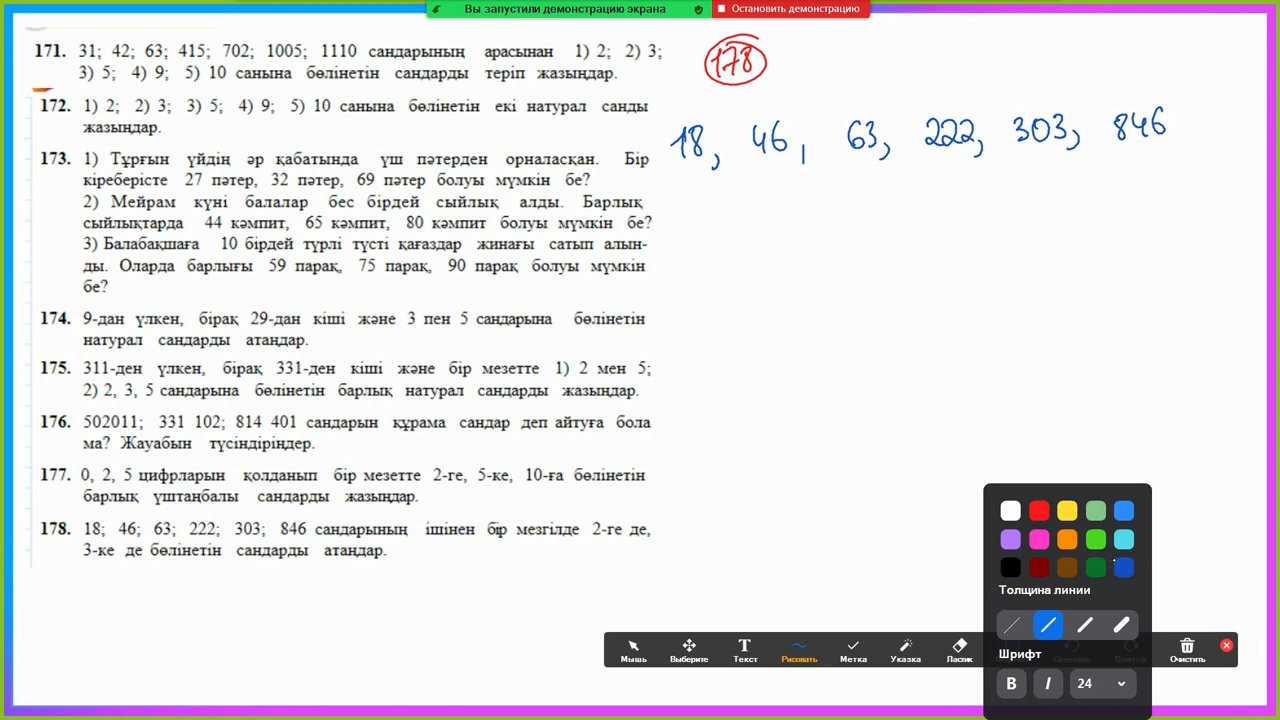 Вы запустили демонстрацию экрана
Остановить демонстрацию
171. 31; 42; 63; 415; 702; 1005; 1110 сандарының арасынан 1) 2; 2) 3;
3) 5; 4) 9; 5) 10 санына бөлінетін сандарды теріп жазыңдар.
172. 1) 2; 2) 3; 3) 5; 4) 9; 5) 10 санына бөлінетін екі натурал санды
жазыңдар.
173. 1) Тұрғын үйдің әр қабатында үш пәтерден орналасқан. Бір
кіреберісте 27 пәтер, 32 пәтер, 69 пәтер болуы мүмкін бе?
2) Мейрам күні балалар бес бірдей сыйлық алды. Барлық
сыйлықтарда 44 кәмпит, 65 кәмпит, 80 кәмпит болуы мүмкін бе?
3) Балабақшаға 10 бірдей түрлі түсті қағаздар жинағы сатып алын-
ды. Оларда барлығы 59 парақ, 75 парақ, 90 парақ болуы мүмкін
бе?
174. 9-дан үлкен, бірақ 29-дан кіші және 3 пен 5 сандарына бөлінетін
натурал сандарды атаңдар.
175. 311-ден үлкен, бірақ 331-ден кіші және бір мезетте 1) 2 мен 5;
2) 2, 3, 5 сандарына бөлінетін барлық натурал сандарды жазыңдар.
176. 502011; 331 102; 814 401 сандарын құрама сандар деп айтуға бола
ма? Жауабын түсіндіріңдер.
177. 0, 2, 5 цифрларын қолданып бір мезетте 2-ге, 5-ке, 10-ға бөлінетін
барлық үштаңбалы сандарды жазыңдар.
178. 18; 46; 63; 222; 303; 846 сандарының ішінен бір мезгілде 2-ге де,
3-ке де бөлінетін сандарды атаңдар.
178
18, 46, 63, 222, 303, 846
Толщина линии
Шрифт
B I 24
Мышь Выберите Текст Рисовать Метка Указка Ластик Очистить